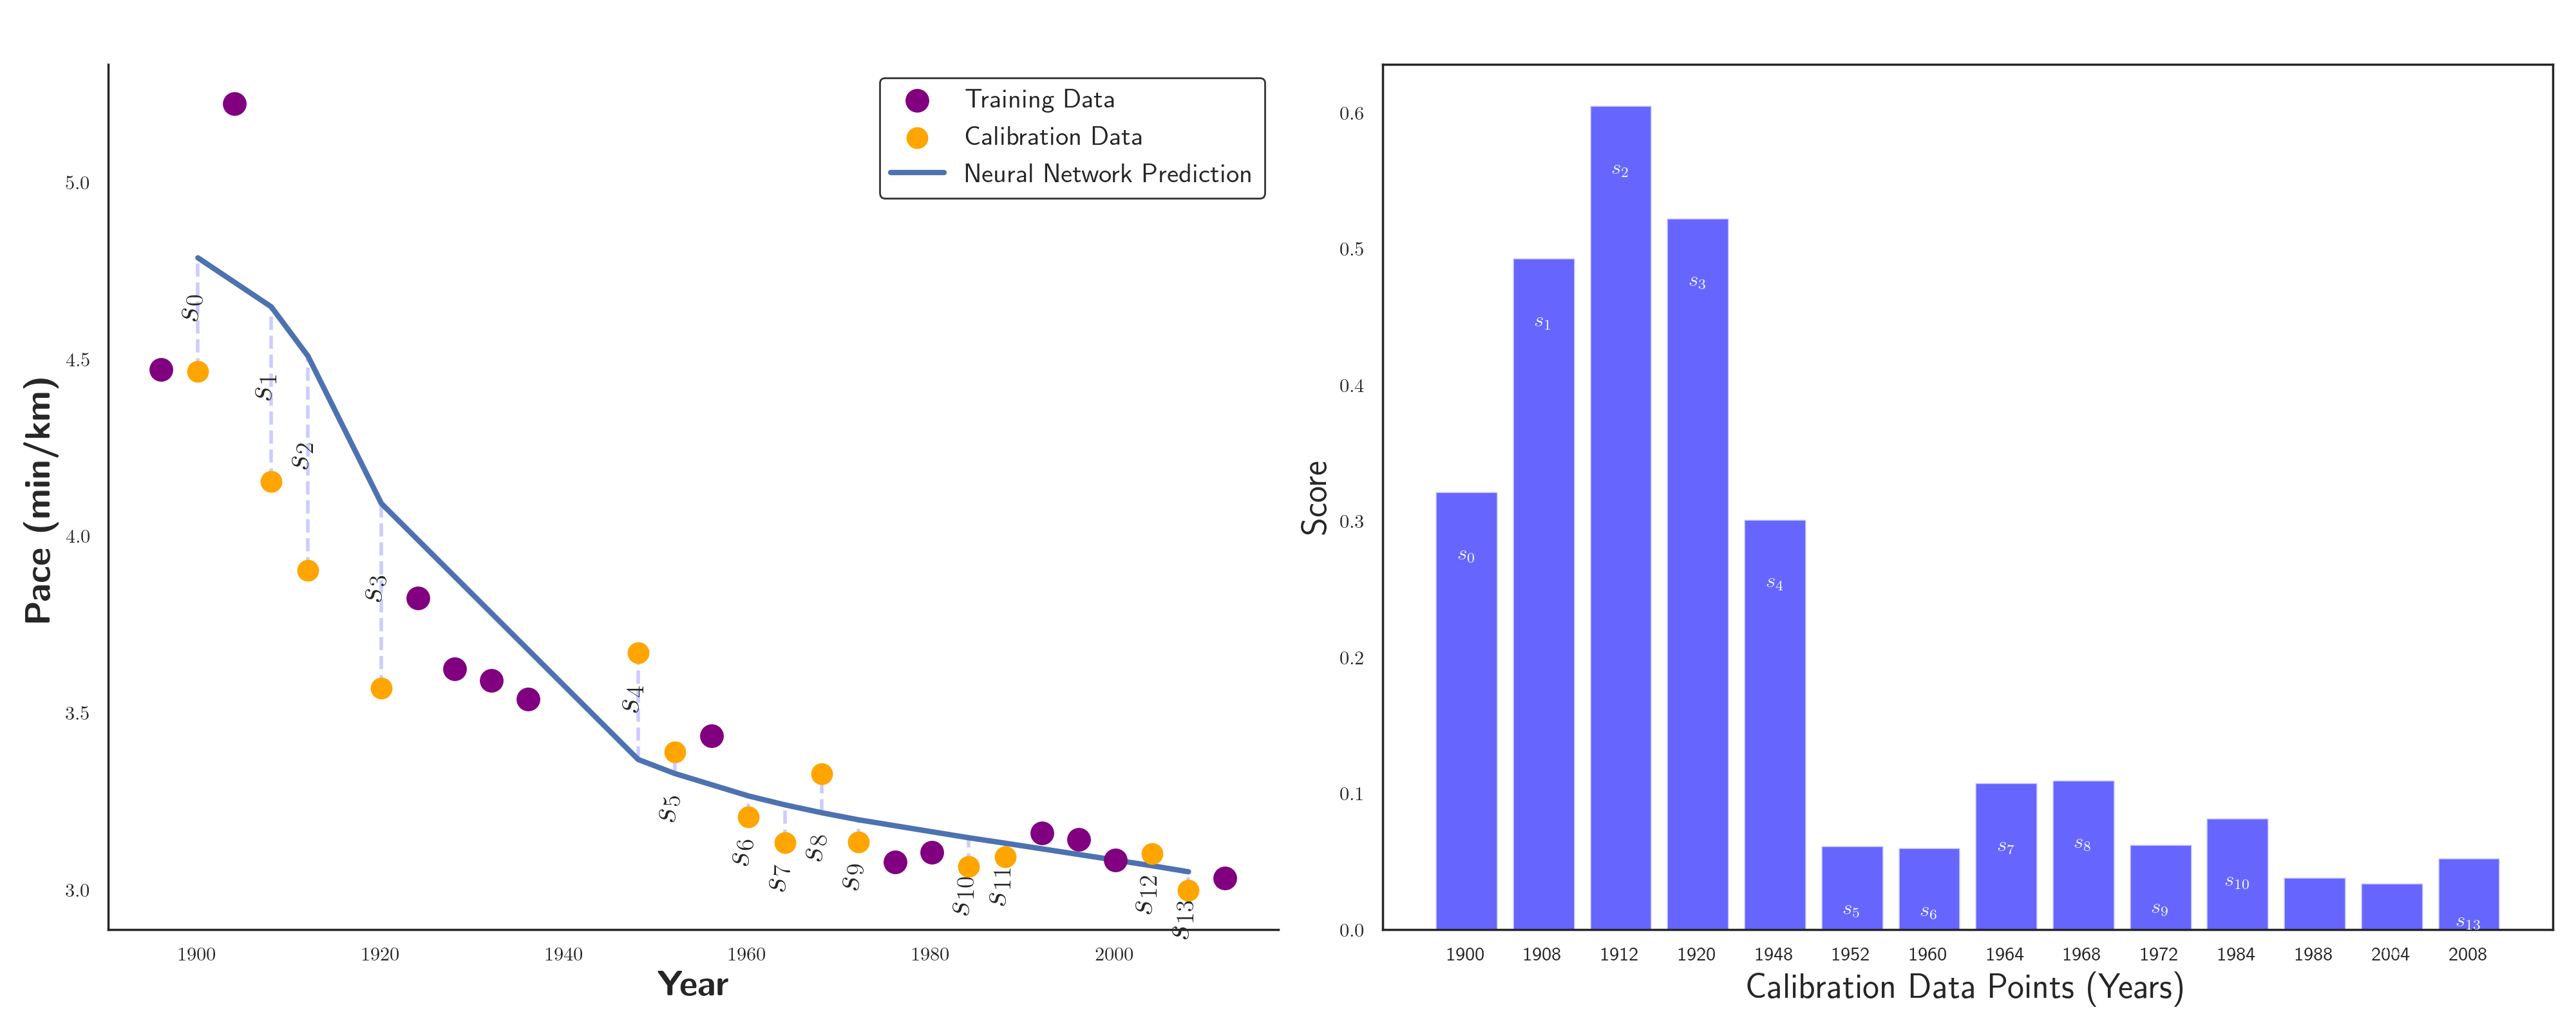 Training Data
Calibration Data
Neural Network Prediction
5.0
4.5
4.0
3.5
3.0
Pace (min/km)
s0
s1
s2
s3
s4
s5
s6
s7
s8
s9
s10
s11
s12
s13
1900 1920 1940 1960 1980 2000
Year
0.6
0.5
0.4
0.3
0.2
0.1
0.0
Score
s0
s1
s2
s3
s4
s5
s6
s7
s8
s9
s10
s13
1900 1908 1912 1920 1948 1952 1960 1964 1968 1972 1984 1988 2004 2008
Calibration Data Points (Years)